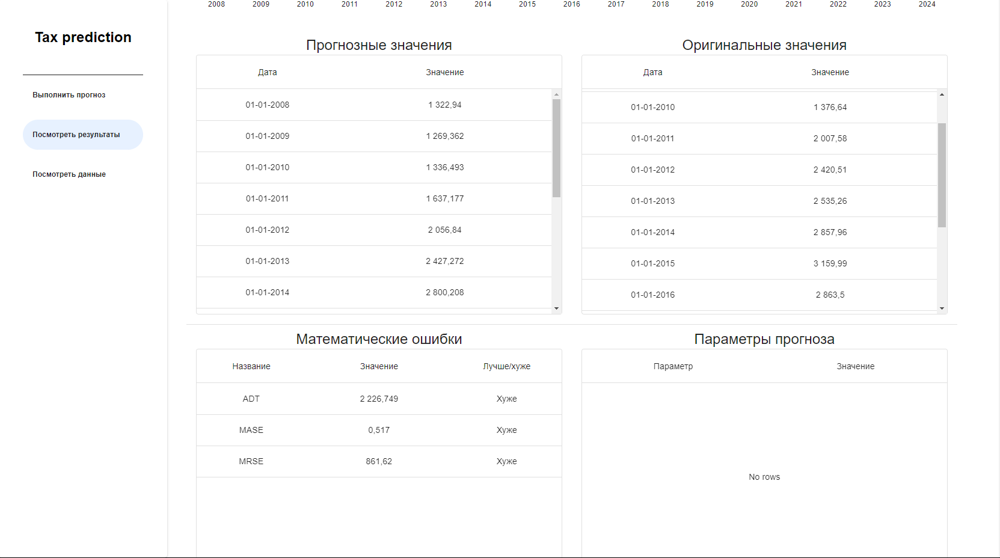 2008 2009 2010 2011 2012 2013 2014 2015 2016 2017 2018 2019 2020 2021 2022 2023 2024
Tax prediction
Выполнить прогноз
Посмотреть результаты
Посмотреть данные
Прогнозные значения
Дата Значение
01-01-2008 1 322,94
01-01-2009 1 269,362
01-01-2010 1 336,493
01-01-2011 1 637,177
01-01-2012 2 056,84
01-01-2013 2 427,272
01-01-2014 2 800,208
Оригинальные значения
Дата Значение
01-01-2010 1 376,64
01-01-2011 2 007,58
01-01-2012 2 420,51
01-01-2013 2 535,26
01-01-2014 2 857,96
01-01-2015 3 159,99
01-01-2016 2 863,5
Математические ошибки
Название Значение Лучше/хуже
ADT 2 226,749 Хуже
MASE 0,517 Хуже
MRSE 861,62 Хуже
Параметры прогноза
Параметр Значение
No rows